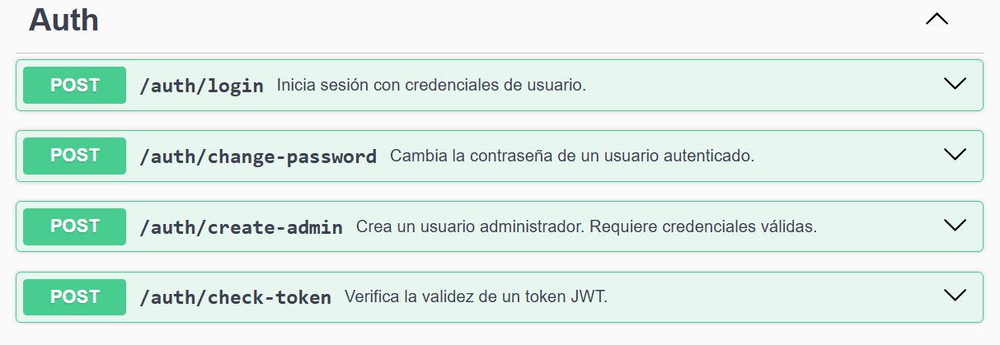 Auth
POST /auth/login Inicia sesión con credenciales de usuario.
POST /auth/change-password Cambia la contraseña de un usuario autenticado.
POST /auth/create-admin Crea un usuario administrador. Requiere credenciales válidas.
POST /auth/check-token Verifica la validez de un token JWT.